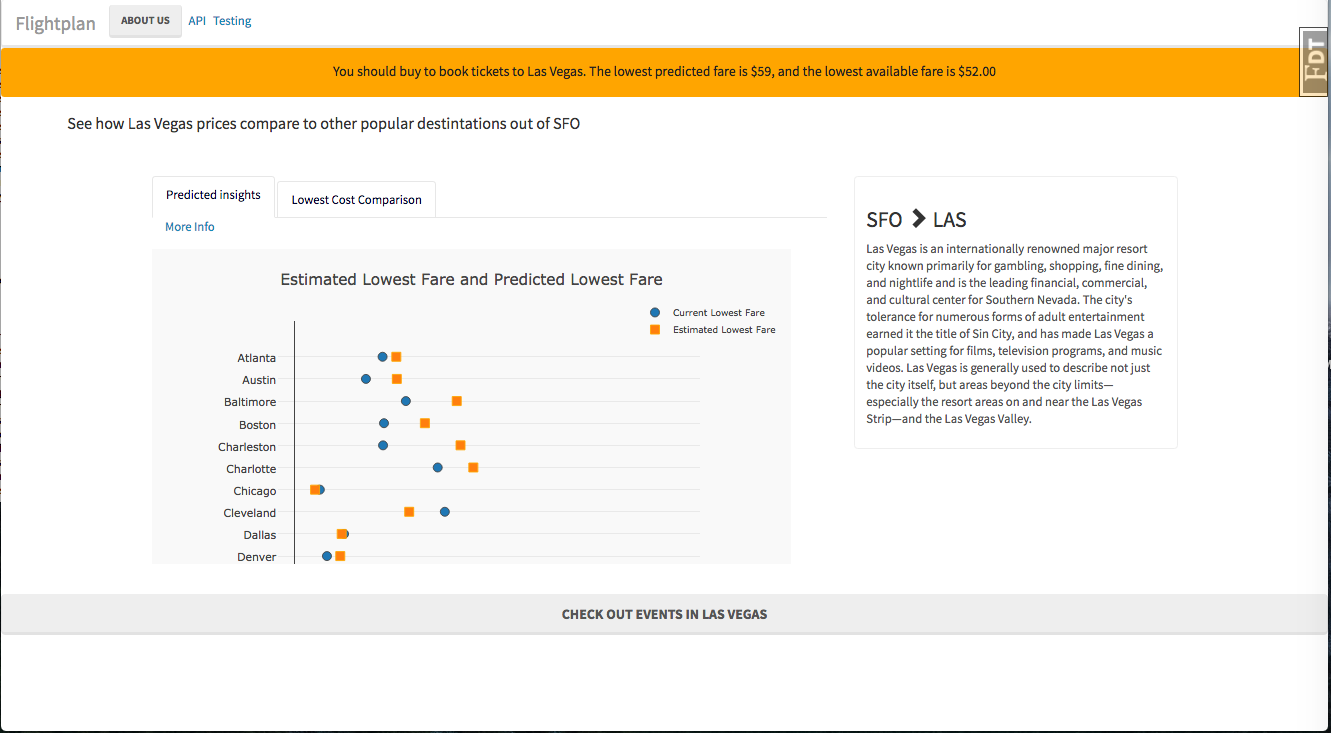 Flightplan
ABOUT US
API
Testing
FDT
You should buy to book tickets to Las Vegas. The lowest predicted fare is $59, and the lowest available fare is $52.00
See how Las Vegas prices compare to other popular destintations out of SFO
Predicted insights
Lowest Cost Comparison
More Info
Estimated Lowest Fare and Predicted Lowest Fare
Current Lowest Fare
Estimated Lowest Fare
Atlanta
Austin
Baltimore
Boston
Charleston
Charlotte
Chicago
Cleveland
Dallas
Denver
SFO > LAS
Las Vegas is an internationally renowned major resort
city known primarily for gambling, shopping, fine dining,
and nightlife and is the leading financial, commercial,
and cultural center for Southern Nevada. The city's
tolerance for numerous forms of adult entertainment
earned it the title of Sin City, and has made Las Vegas a
popular setting for films, television programs, and music
videos. Las Vegas is generally used to describe not just
the city itself, but areas beyond the city limits—
especially the resort areas on and near the Las Vegas
Strip—and the Las Vegas Valley.
CHECK OUT EVENTS IN LAS VEGAS